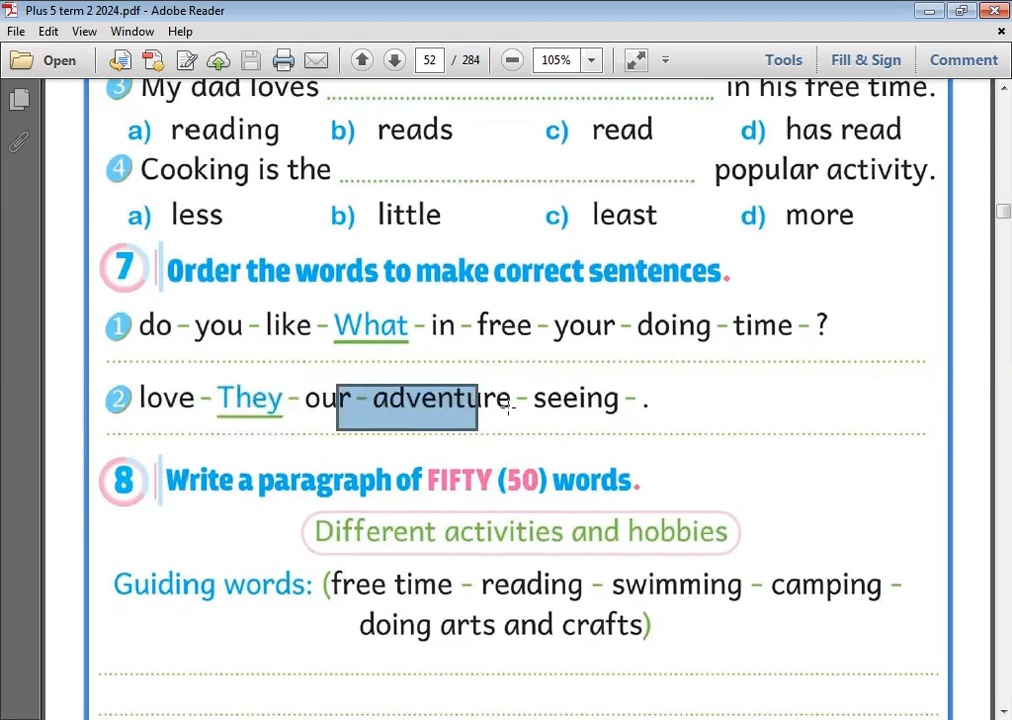 Plus 5 term 2 2024.pdf - Adobe Reader
File Edit View Window Help
Open 52 / 284 105% Tools Fill & Sign Comment
3 My dad loves in his free time.
a) reading b) reads c) read d) has read
4 Cooking is the popular activity.
a) less b) little c) least d) more
7 Order the words to make correct sentences.
1 do - you - like - What - in - free - your - doing - time - ?
2 love - They - our - adventure - seeing - .
8 Write a paragraph of FIFTY (50) words.
Different activities and hobbies
Guiding words: (free time - reading - swimming - camping -
doing arts and crafts)